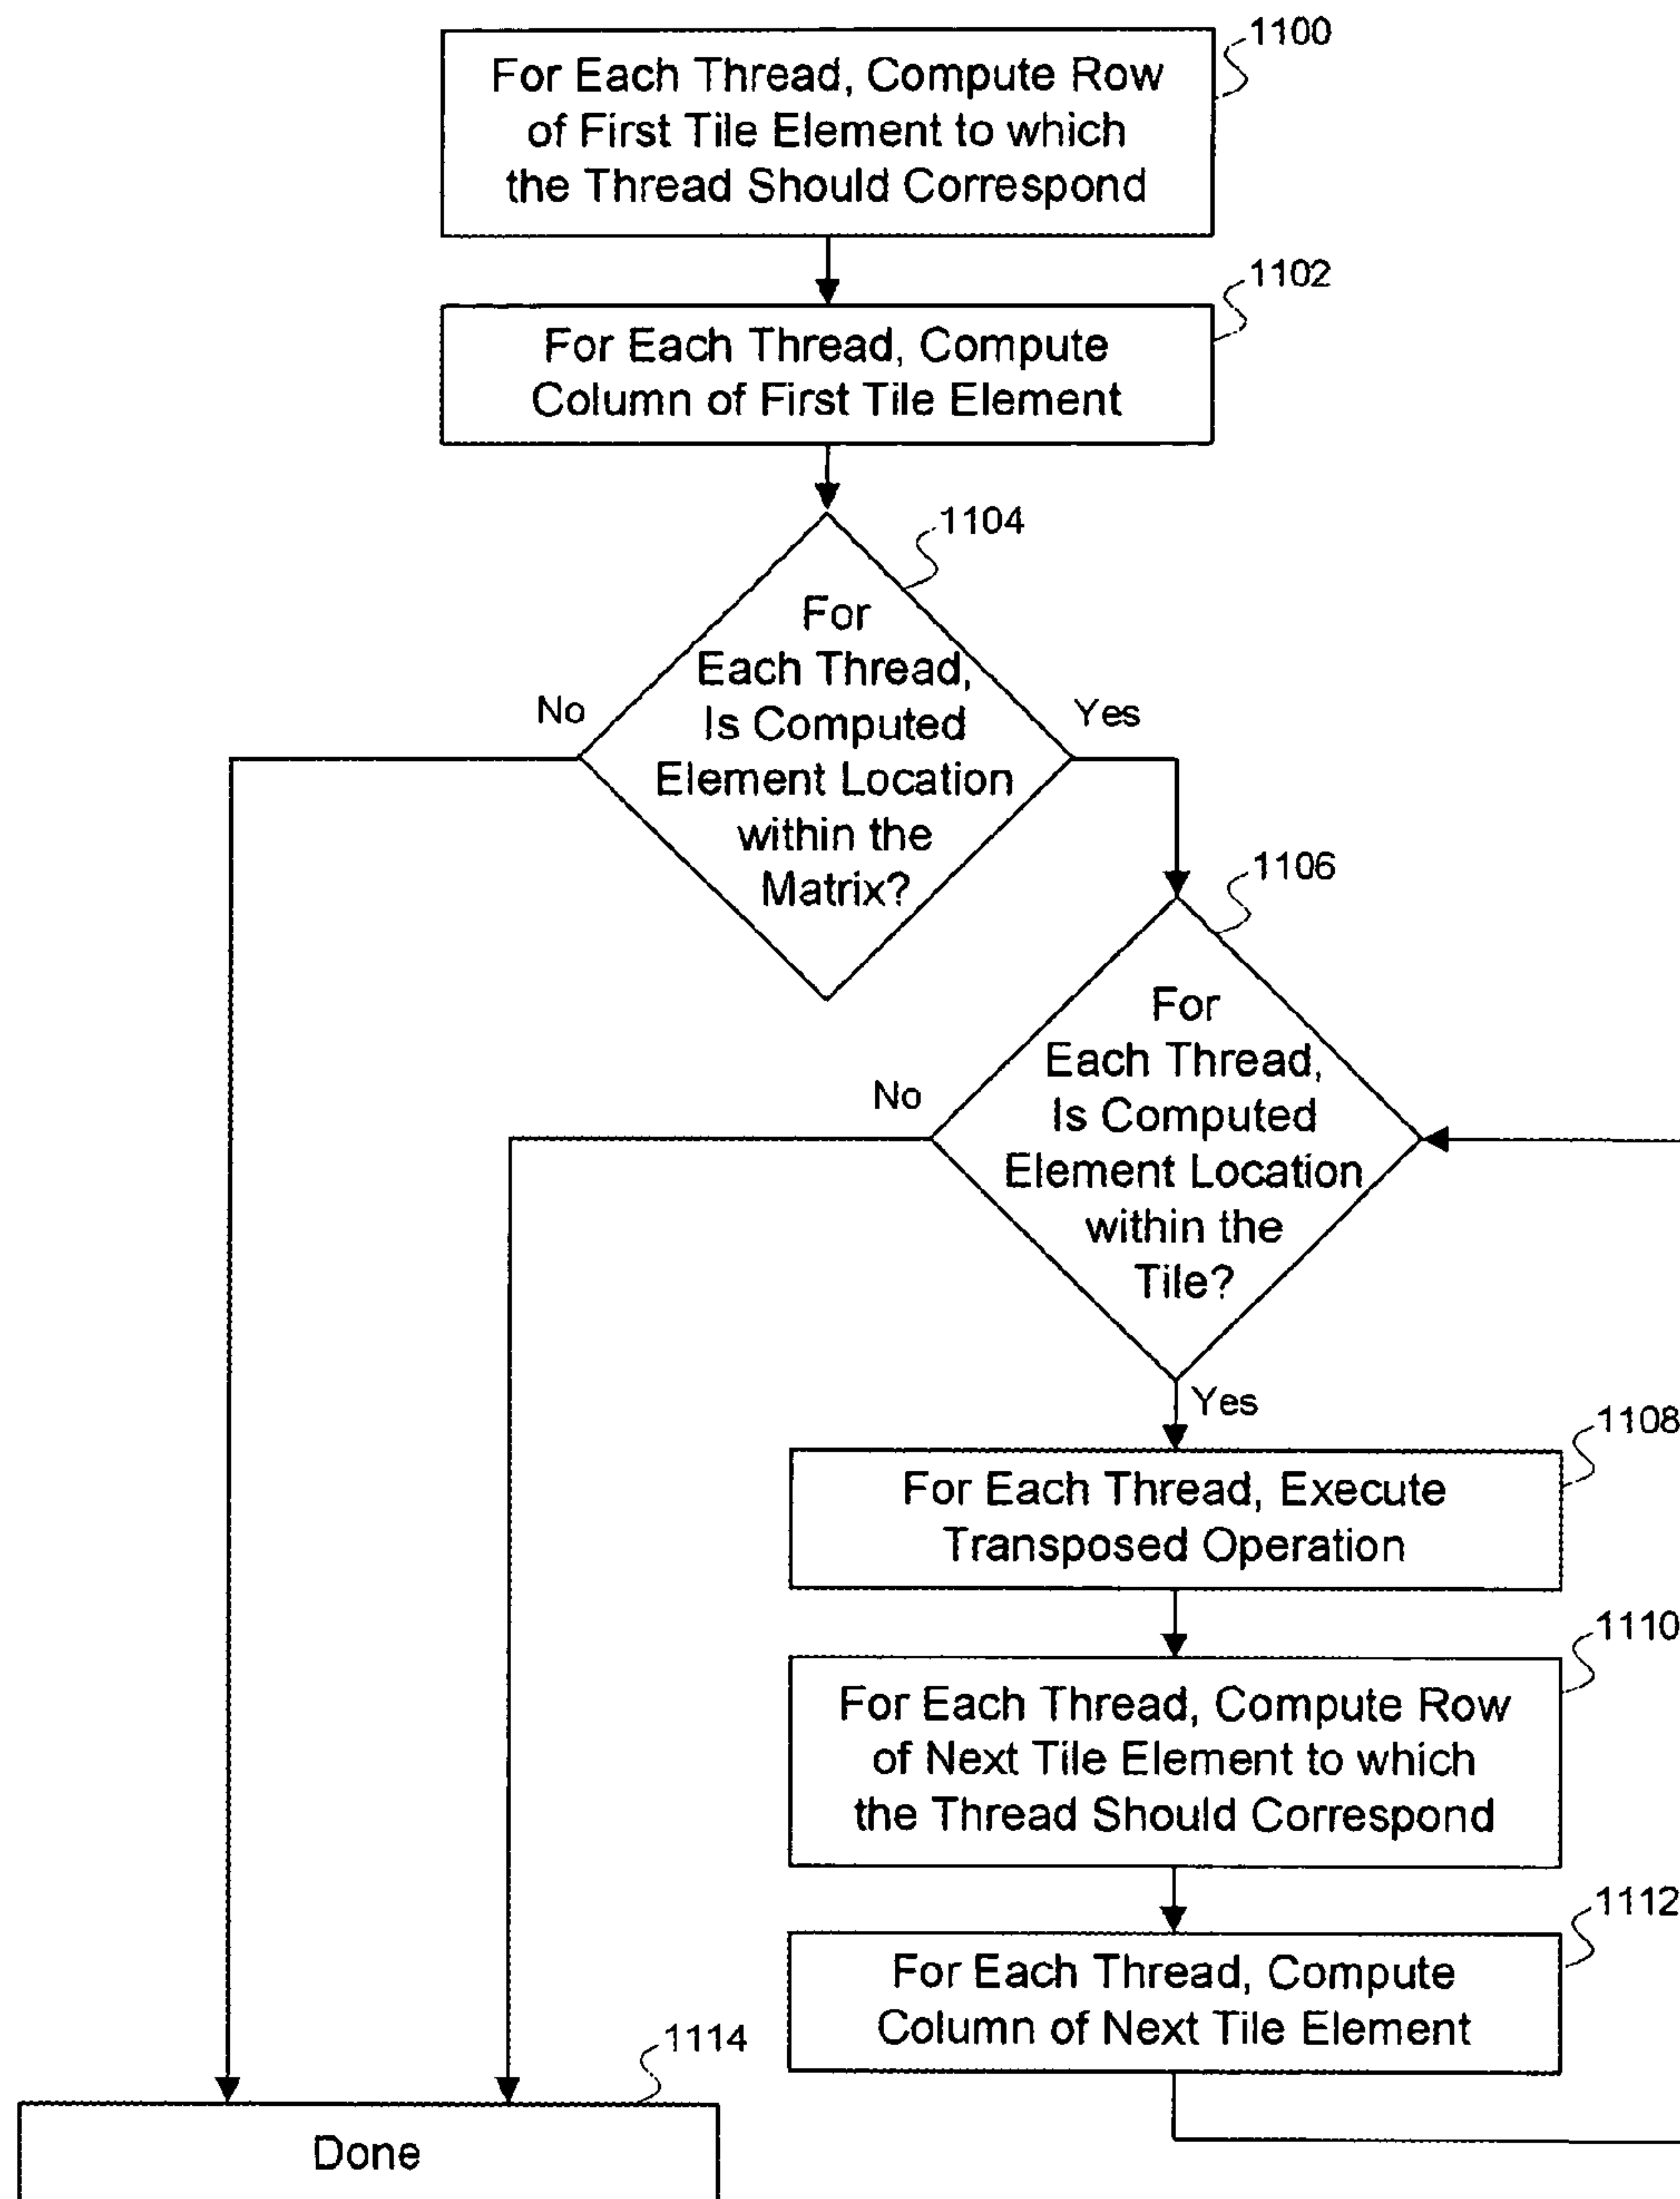 1100
For Each Thread, Compute Row
of First Tile Element to which
the Thread Should Correspond
1102
For Each Thread, Compute
Column of First Tile Element
1104
For
Each Thread,
Is Computed
Element Location
within the
Matrix?
No
Yes
1106
For
Each Thread,
Is Computed
Element Location
within the
Tile?
No
Yes
1108
For Each Thread, Execute
Transposed Operation
1110
For Each Thread, Compute Row
of Next Tile Element to which
the Thread Should Correspond
1112
For Each Thread, Compute
Column of Next Tile Element
1114
Done